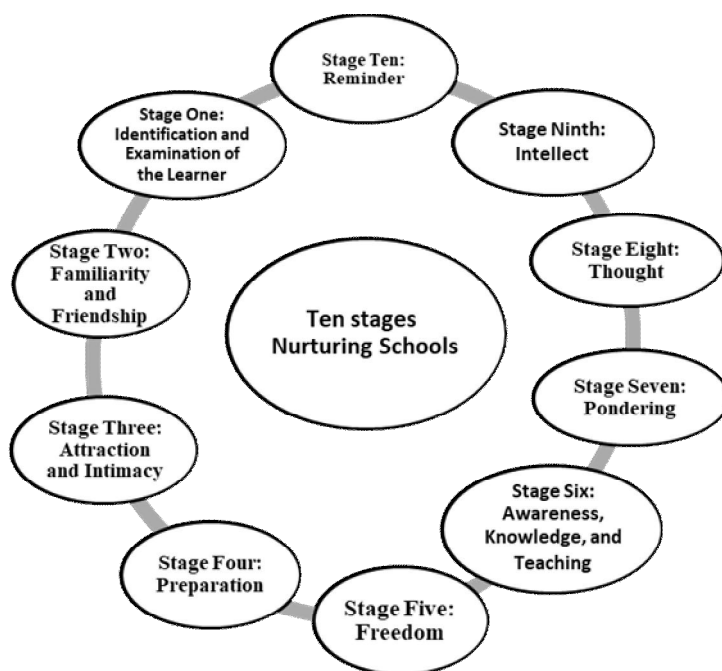 Stage Ten:
Reminder
Stage One:
Identification and
Examination of
the Learner
Stage Ninth:
Intellect
Stage Two:
Familiarity
and
Friendship
Stage Eight:
Thought
Ten stages
Nurturing Schools
Stage Seven:
Pondering
Stage Three:
Attraction
and Intimacy
Stage Six:
Awareness,
Knowledge, and
Teaching
Stage Four:
Preparation
Stage Five:
Freedom